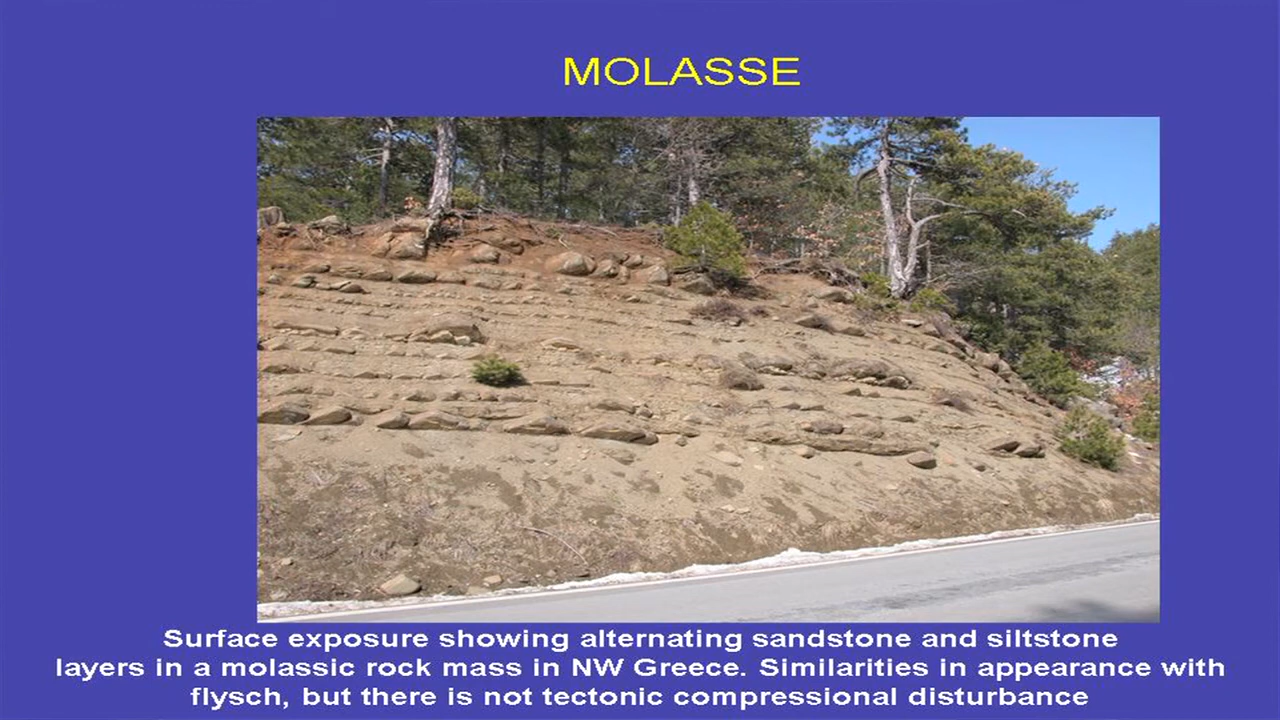 MOLASSE
Surface exposure showing alternating sandstone and siltstone
layers in a molassic rock mass in NW Greece. Similarities in appearance with
flysch, but there is not tectonic compressional disturbance